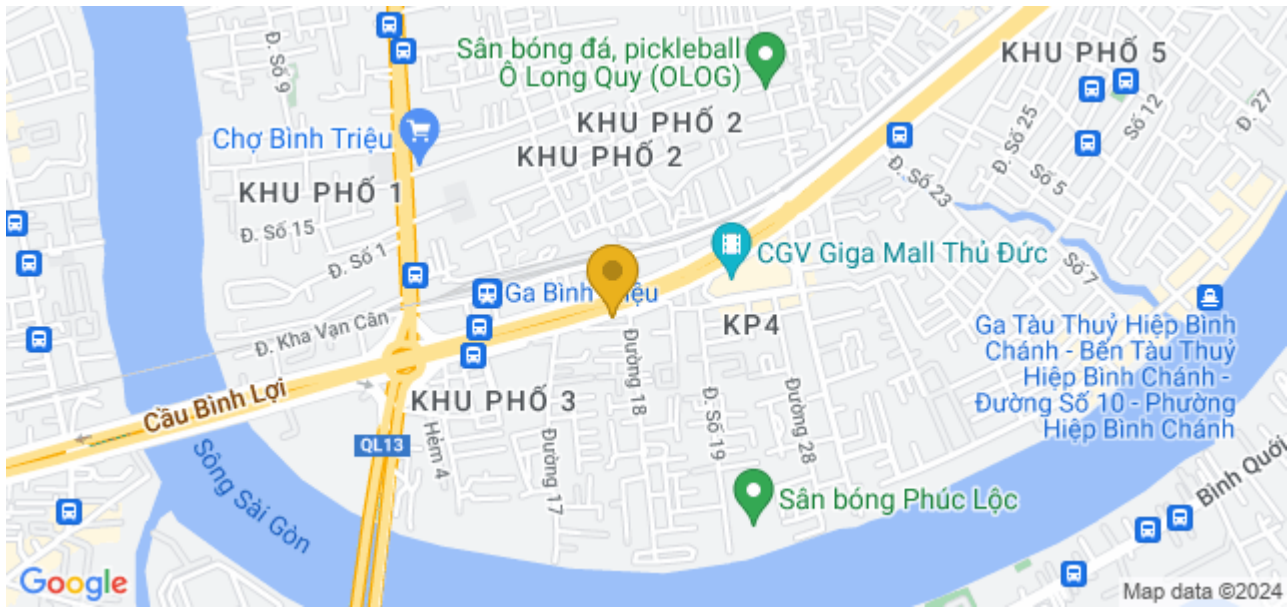 Sân bóng đá, pickleball
Ô Long Quy (OLOG)
KHU PHỐ 5
Đ. Số 9
Chợ Bình Triệu
KHU PHỐ 2
KHU PHỐ 2
Số 12
Đ. 27
Đ. Số 25
Số 5
KHU PHỐ 1
Đ. Số 15
Đ. Số 23
Đ. Số 1
CGV Giga Mall Thủ Đức
Số 7
Ga Bình
Đ. Kha Vạn Cân
KP4
Ga Tàu Thuỷ Hiệp Bình
Chánh - Bến Tàu Thuỷ
Hiệp Bình Chánh -
Đường Số 10 - Phường
Hiệp Bình Chánh
Cầu Bình Lợi
KHU PHỐ 3
Đường 18
Đ. Số 19
Đường 28
QL13
Hẻm 4
Đường 17
Sông Sài Gòn
Sân bóng Phúc Lộc
Bình Quới
Google
Map data ©2024